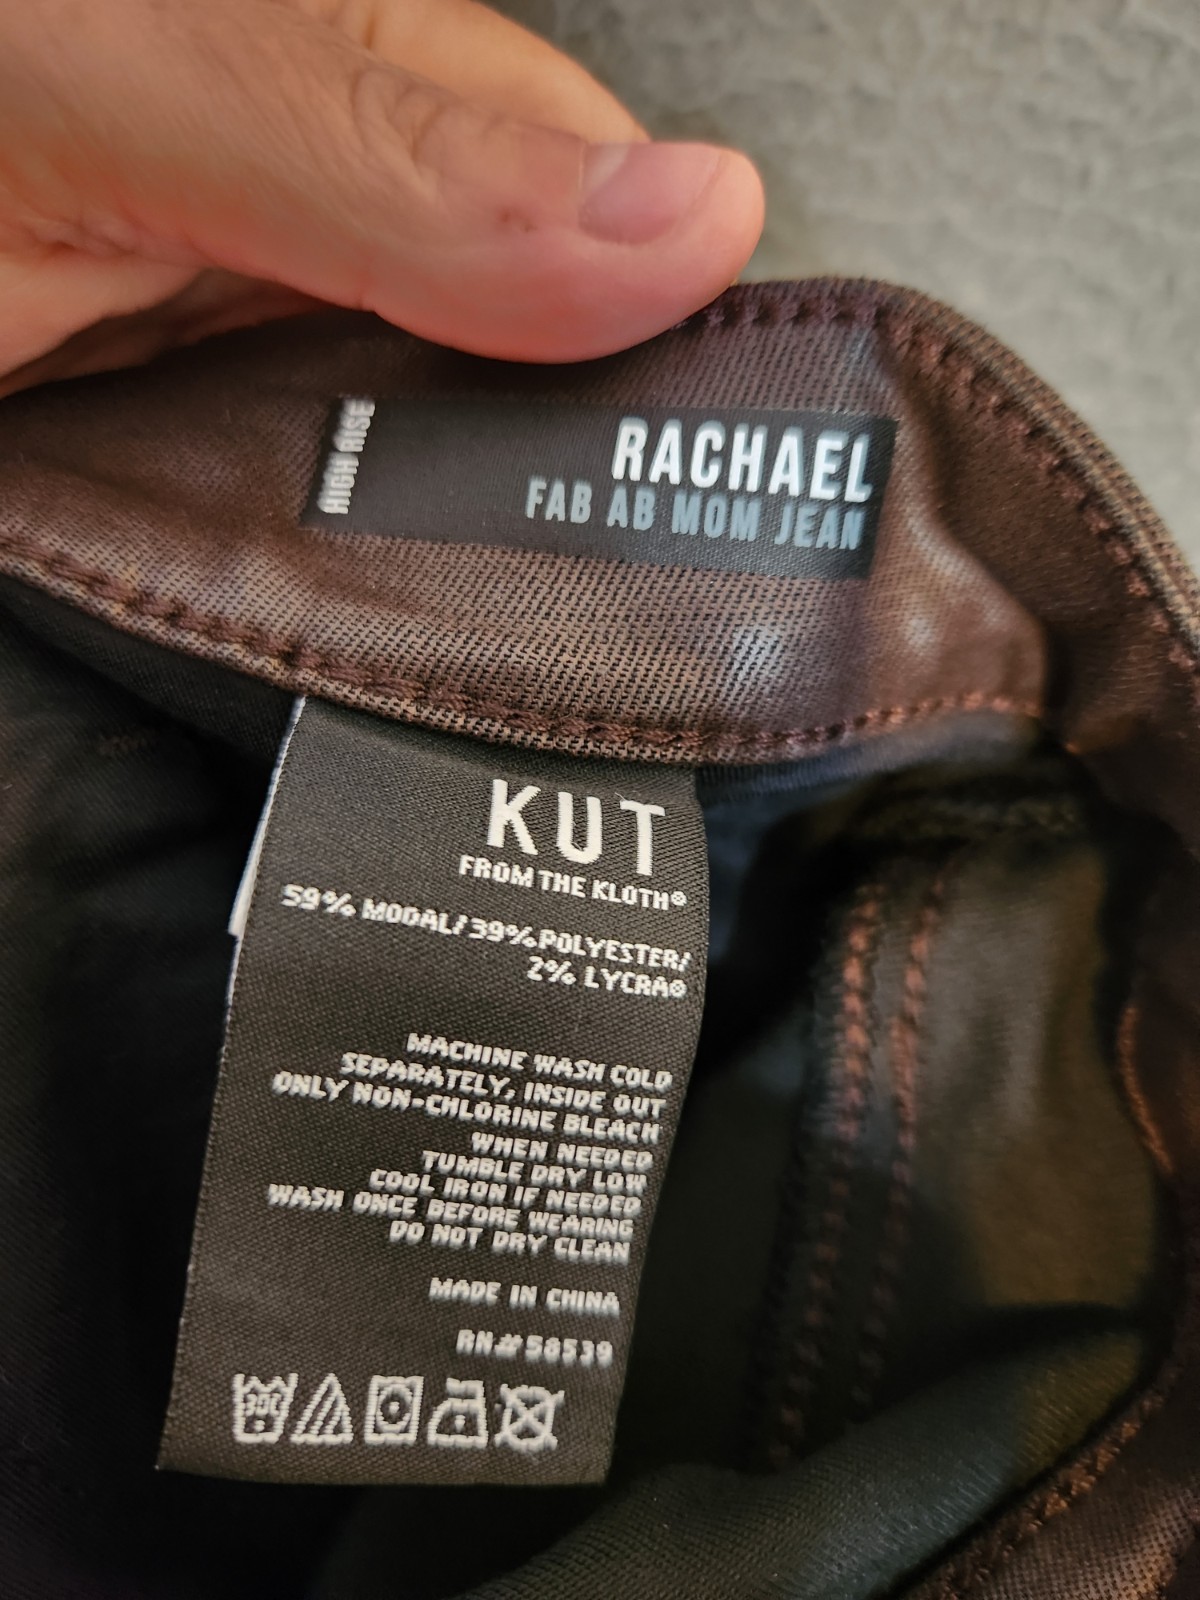 HIGH RISE
RACHAEL
FAB AB MOM JEAN
KUT
FROM THE KLOTH®
59% MODAL/39%POLYESTER/
2% LYCRA®
MACHINE WASH COLD
SEPARATELY, INSIDE OUT
ONLY NON-CHLORINE BLEACH
WHEN NEEDED
TUMBLE DRY LOW
COOL IRON IF NEEDED
WASH ONCE BEFORE WEARING
DO NOT DRY CLEAN
MADE IN CHINA
RN#58539
30C